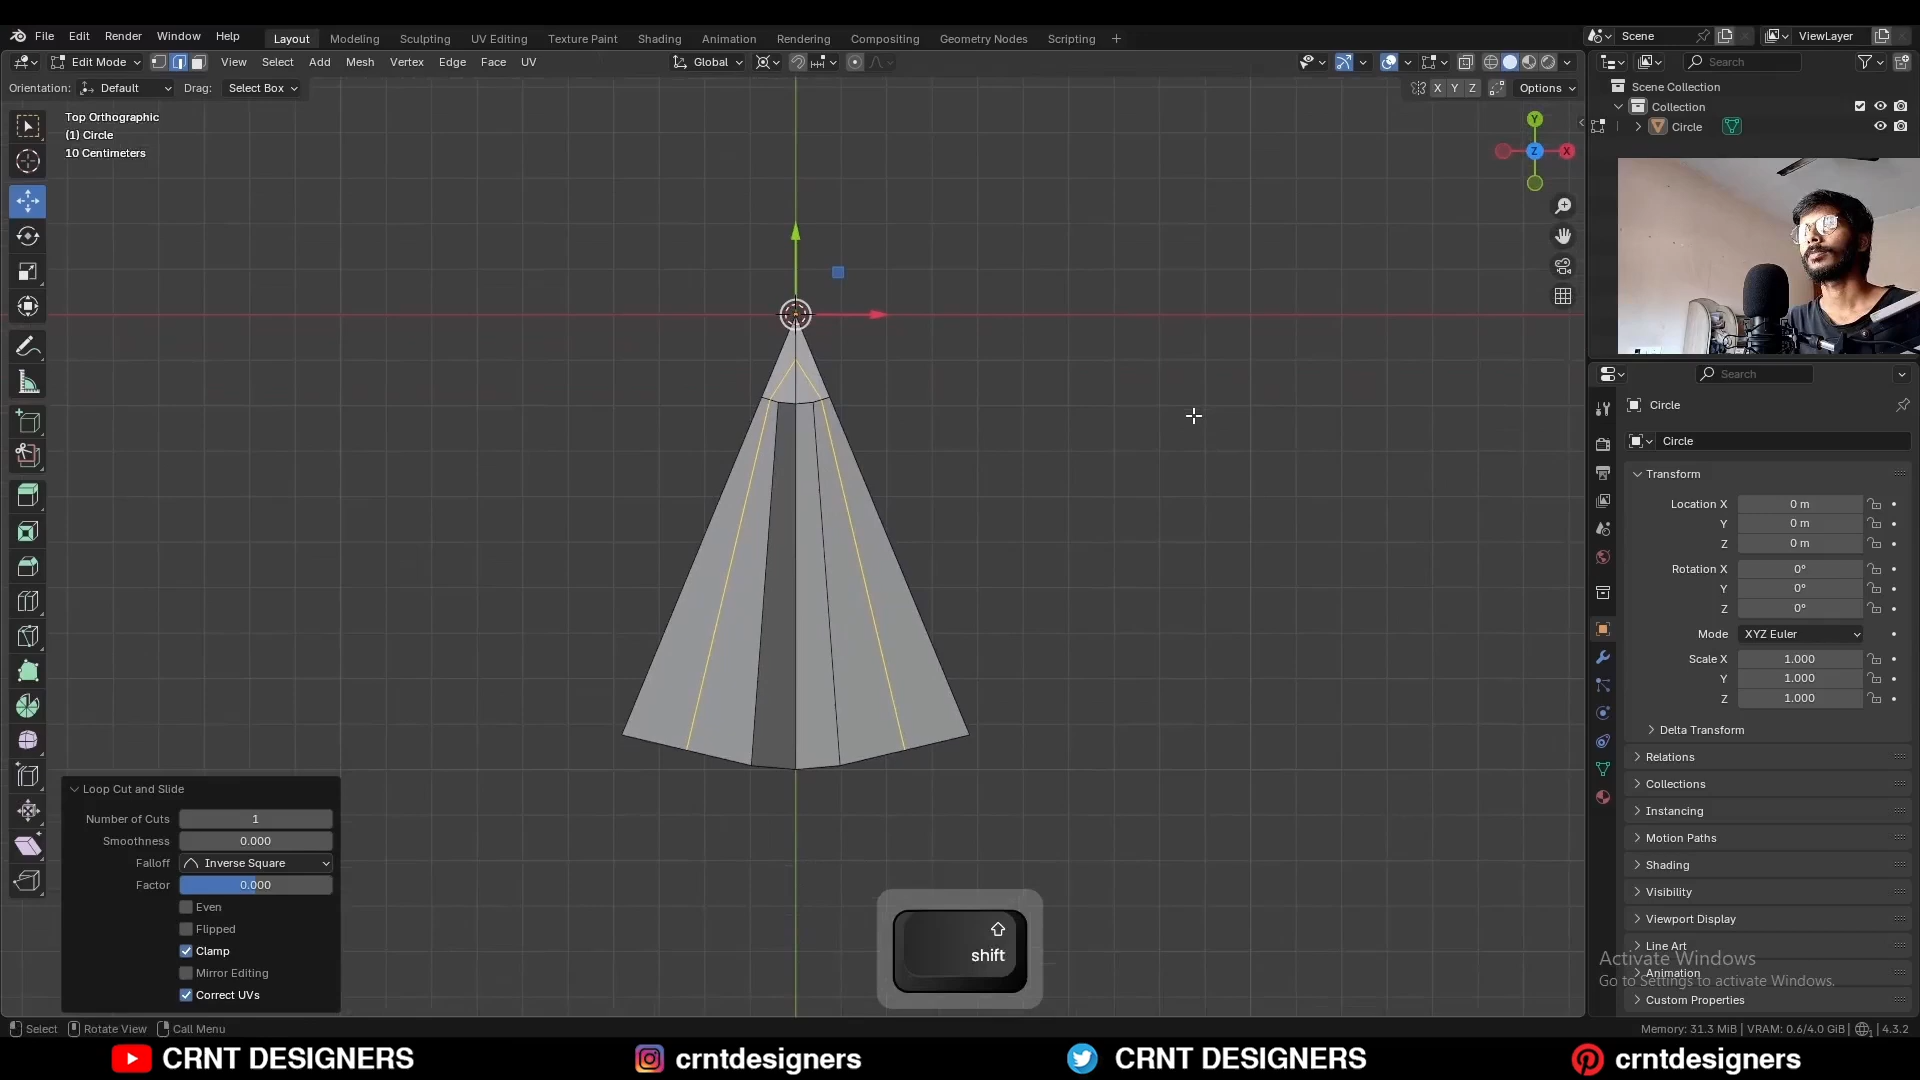 File Edit Render Window Help Layout Modeling Sculpting UV Editing Texture Paint Shading Animation Rendering Compositing Geometry Nodes Scripting + Scene ViewLayer
Edit Mode View Select Add Mesh Vertex Edge Face UV Global Search
Orientation: Default Drag: Select Box X Y Z Options
Scene Collection
Collection
Circle
Top Orthographic
(1) Circle
10 Centimeters
Y
Z X
Search
Circle
Circle
Transform
Location X 0 m
Y 0 m
Z 0 m
Rotation X 0°
Y 0°
Z 0°
Mode XYZ Euler
Scale X 1.000
Y 1.000
Z 1.000
Delta Transform
Relations
Collections
Instancing
Motion Paths
Shading
Visibility
Viewport Display
Line Art
Animation
Custom Properties
Activate Windows
Go to Settings to activate Windows.
Loop Cut and Slide
Number of Cuts 1
Smoothness 0.000
Falloff Inverse Square
Factor 0.000
Even
Flipped
Clamp
Mirror Editing
Correct UVs
shift
Select Rotate View Call Menu Memory: 31.3 MiB | VRAM: 0.6/4.0 GiB | 4.3.2
CRNT DESIGNERS crntdesigners CRNT DESIGNERS crntdesigners